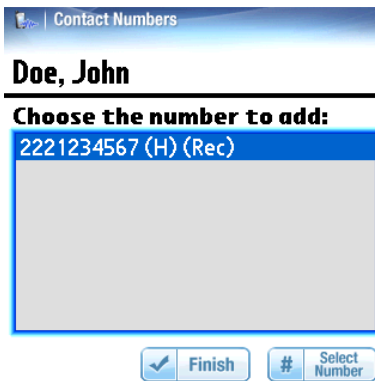 Contact Numbers
Doe, John
Choose the number to add:
2221234567 (H) (Rec)
Finish
# Select
Number